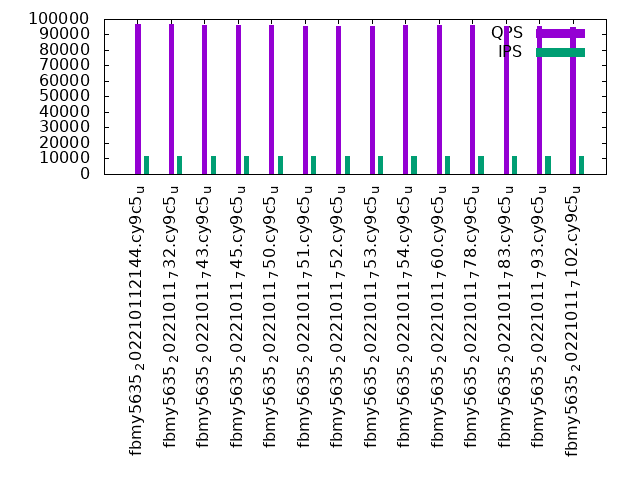 100000
90000
80000
70000
60000
50000
40000
30000
20000
10000
0
QPS
IPS
fbmy5635₂02210112144.cy9c5ᵤ
fbmy5635₂0221011₇32.cy9c5ᵤ
fbmy5635₂0221011₇43.cy9c5ᵤ
fbmy5635₂0221011₇45.cy9c5ᵤ
fbmy5635₂0221011₇50.cy9c5ᵤ
fbmy5635₂0221011₇51.cy9c5ᵤ
fbmy5635₂0221011₇52.cy9c5ᵤ
fbmy5635₂0221011₇53.cy9c5ᵤ
fbmy5635₂0221011₇54.cy9c5ᵤ
fbmy5635₂0221011₇60.cy9c5ᵤ
fbmy5635₂0221011₇78.cy9c5ᵤ
fbmy5635₂0221011₇83.cy9c5ᵤ
fbmy5635₂0221011₇93.cy9c5ᵤ
fbmy5635₂0221011₇102.cy9c5ᵤ